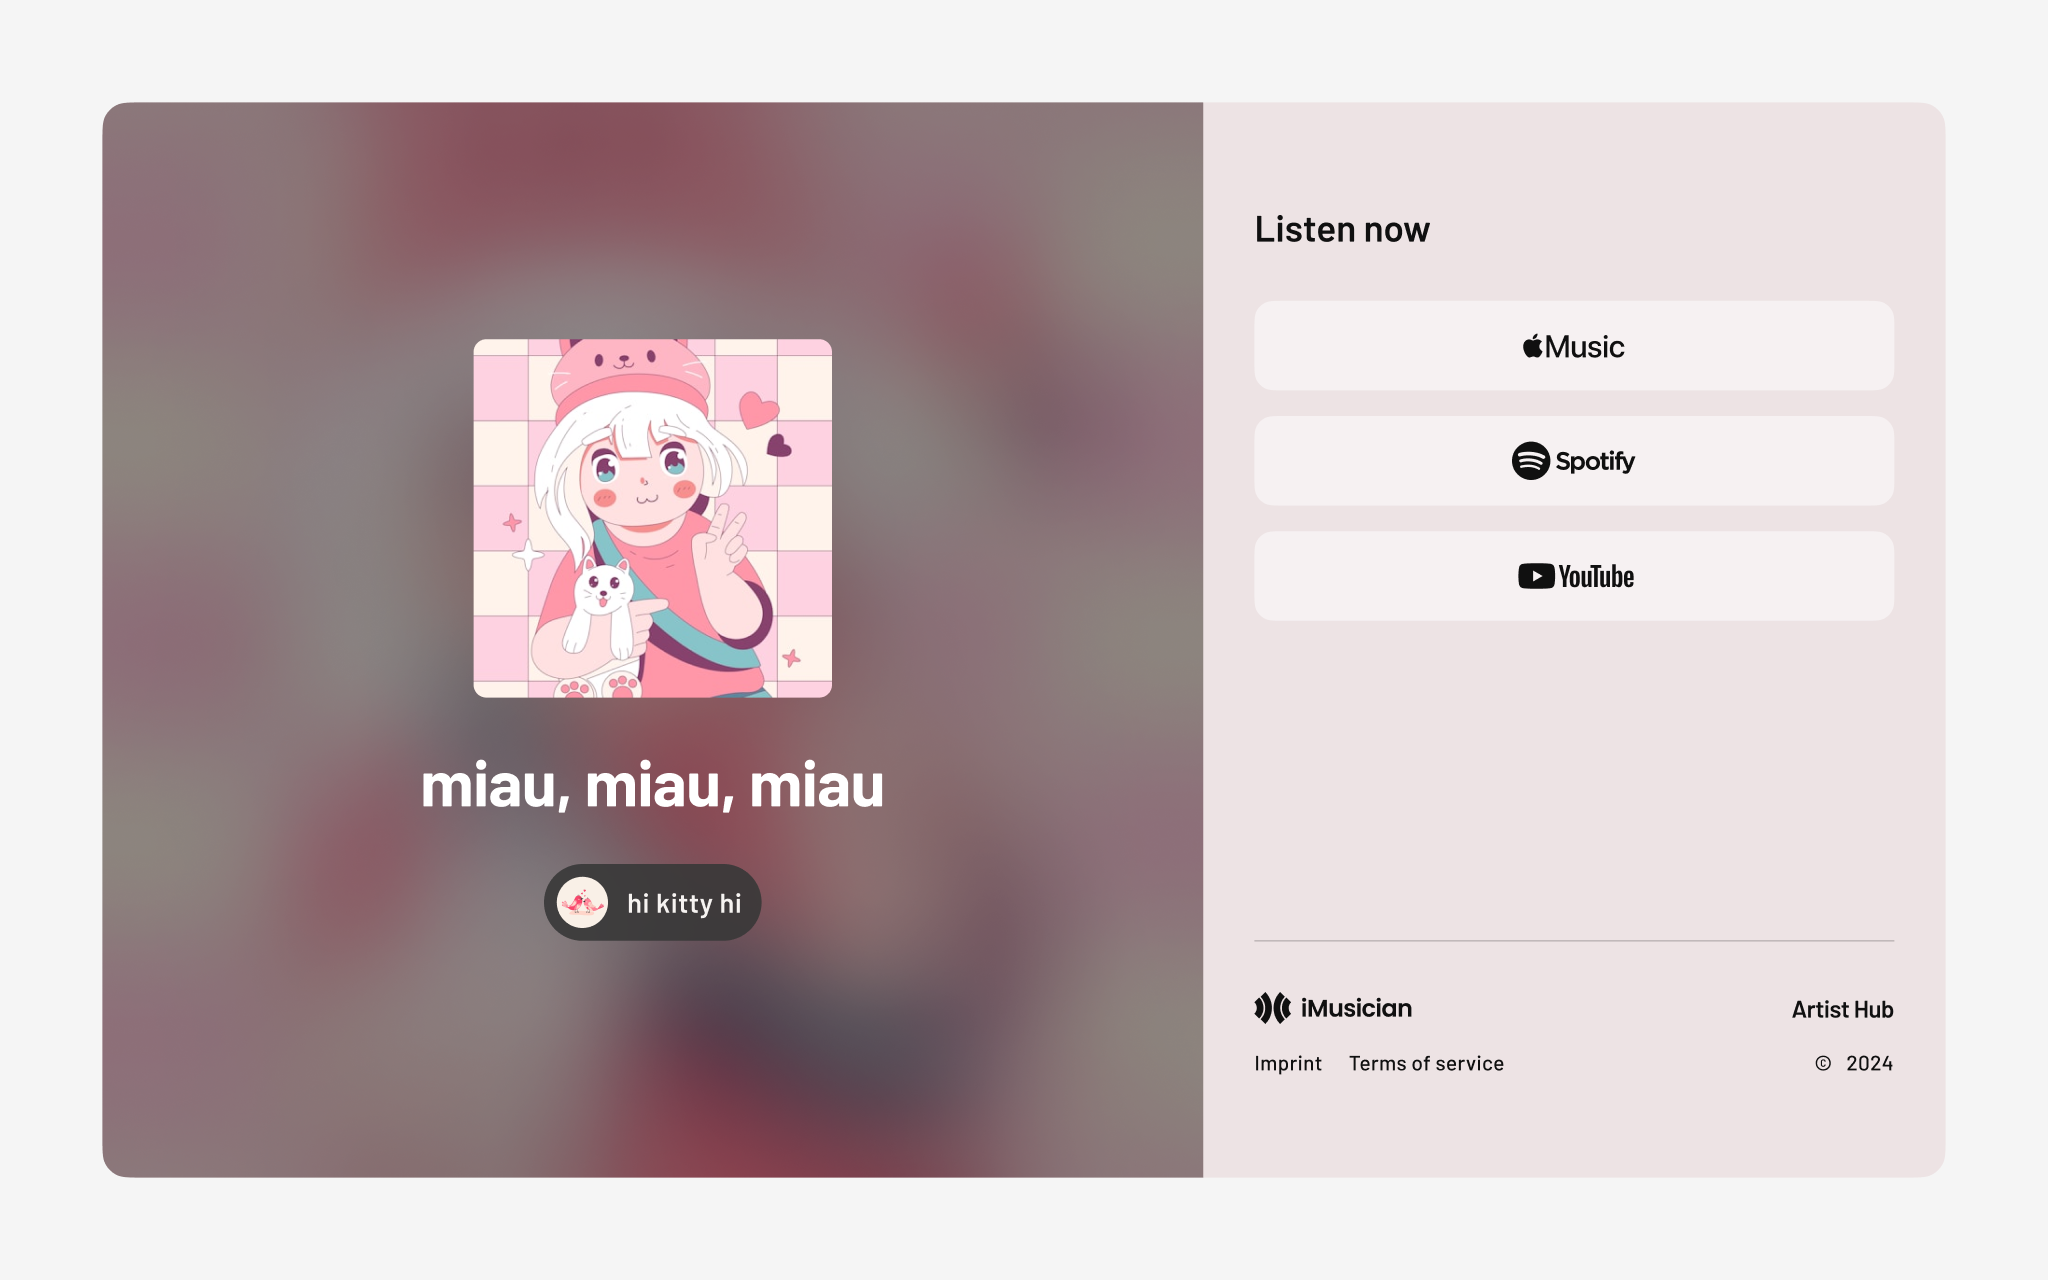 miau, miau, miau
hi kitty hi
Listen now
Music
Spotify
YouTube
iMusician
Artist Hub
Imprint
Terms of service
© 2024